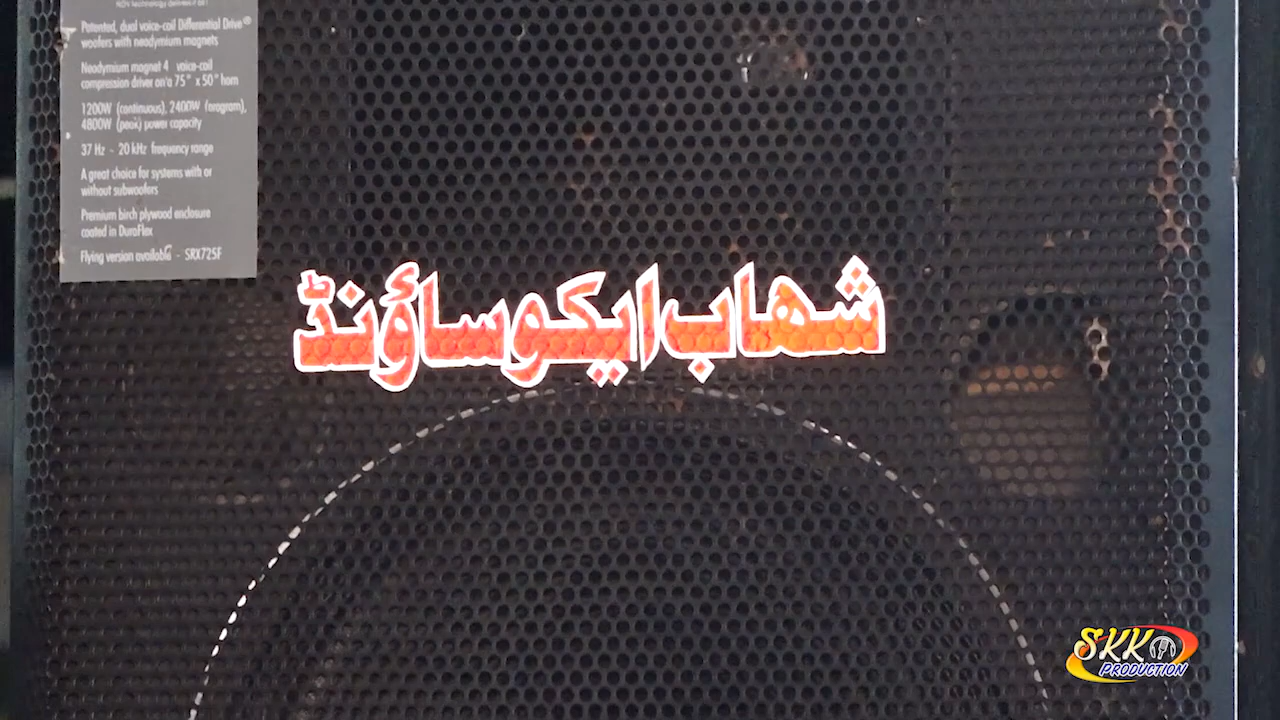 Patented, dual voice-coil Differential Drive®
woofers with neodymium magnets
Neodymium magnet 4 voice-coil
compression driver on a 75° x 50° horn
1200W (continuous), 2400W (program),
4800W (peak) power capacity
37 Hz - 20 kHz frequency range
A great choice for systems with or
without subwoofers
Premium birch plywood enclosure
coated in DuraFlex
Flying version available - SRX725F
شهاب ایکو ساؤنڈ
SKK
PRODUCTION